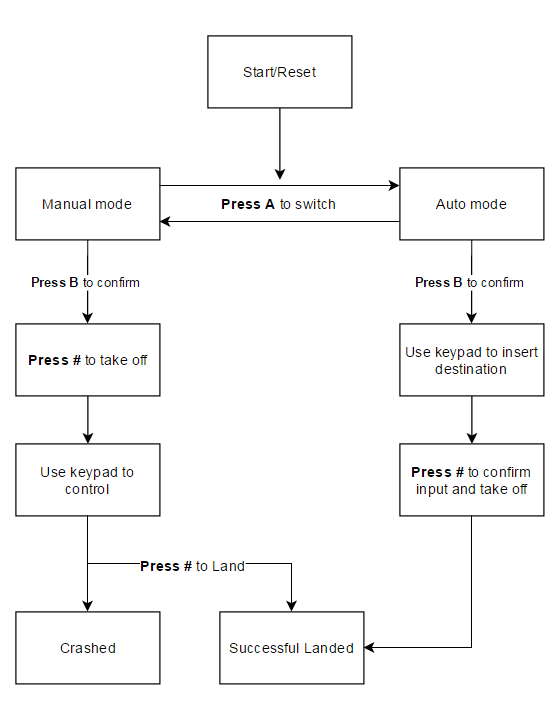 Start/Reset
Manual mode
Press A to switch
Auto mode
Press B to confirm
Press B to confirm
Press # to take off
Use keypad to insert
destination
Use keypad to
control
Press # to confirm
input and take off
Press # to Land
Crashed
Successful Landed